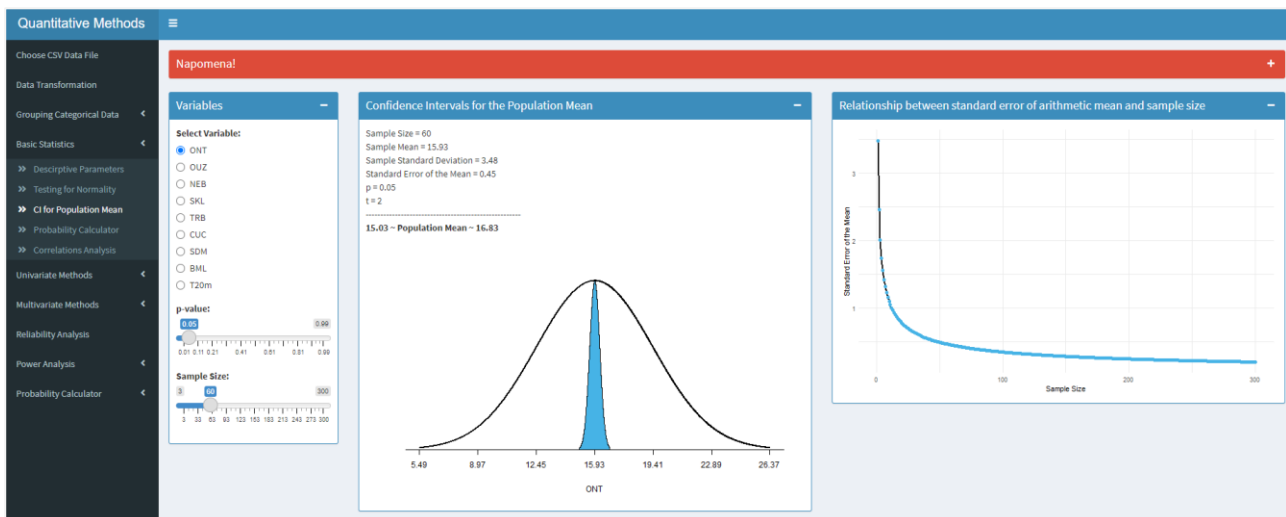 Quantitative Methods
Choose CSV Data File
Data Transformation
Grouping Categorical Data
Basic Statistics
Descirptive Parameters
Testing for Normality
CI for Population Mean
Probability Calculator
Correlations Analysis
Univariate Methods
Multivariate Methods
Reliability Analysis
Power Analysis
Probability Calculator
Napomena!
Variables
Select Variable:
ONT
OUZ
NEB
SKL
TRB
CUC
SDM
BML
T20m
p-value:
0.05 0.99
0.01 0.11 0.21 0.41 0.61 0.81 0.99
Sample Size:
3 60 300
3 33 63 93 123 153 183 213 243 273 300
Confidence Intervals for the Population Mean
Sample Size = 60
Sample Mean = 15.93
Sample Standard Deviation = 3.48
Standard Error of the Mean = 0.45
p = 0.05
t = 2
----------------------------------------------------
15.03 ~ Population Mean ~ 16.83
5.49 8.97 12.45 15.93 19.41 22.89 26.37
ONT
Relationship between standard error of arithmetic mean and sample size
Standard Error of the Mean
3
2
1
0 100 200 300
Sample Size